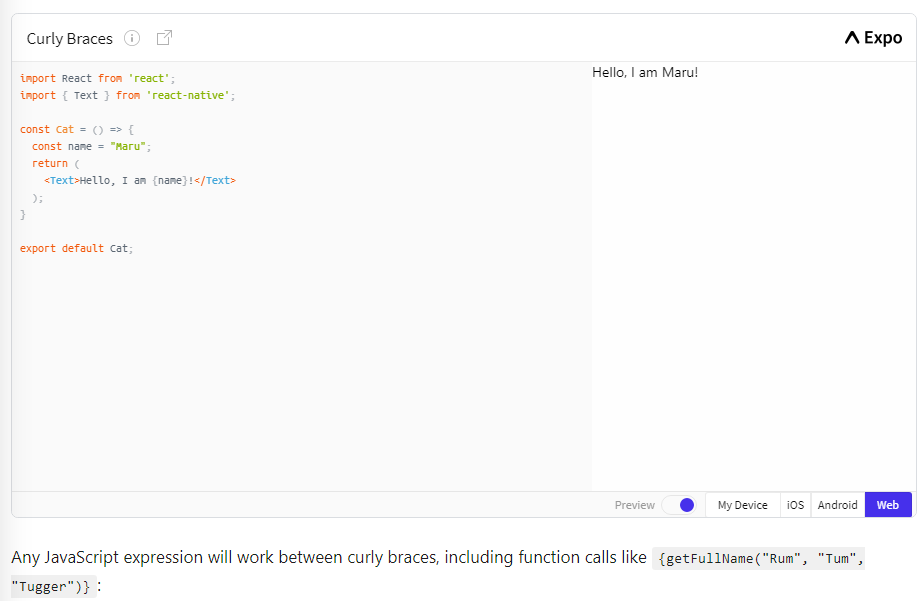 Curly Braces
Expo
import React from 'react';
import { Text } from 'react-native';
const Cat = () => {
const name = "Maru";
return (
<Text>Hello, I am {name}!</Text>
);
}
export default Cat;
Hello, I am Maru!
Preview My Device iOS Android Web
Any JavaScript expression will work between curly braces, including function calls like {getFullName("Rum", "Tum",
"Tugger")} :